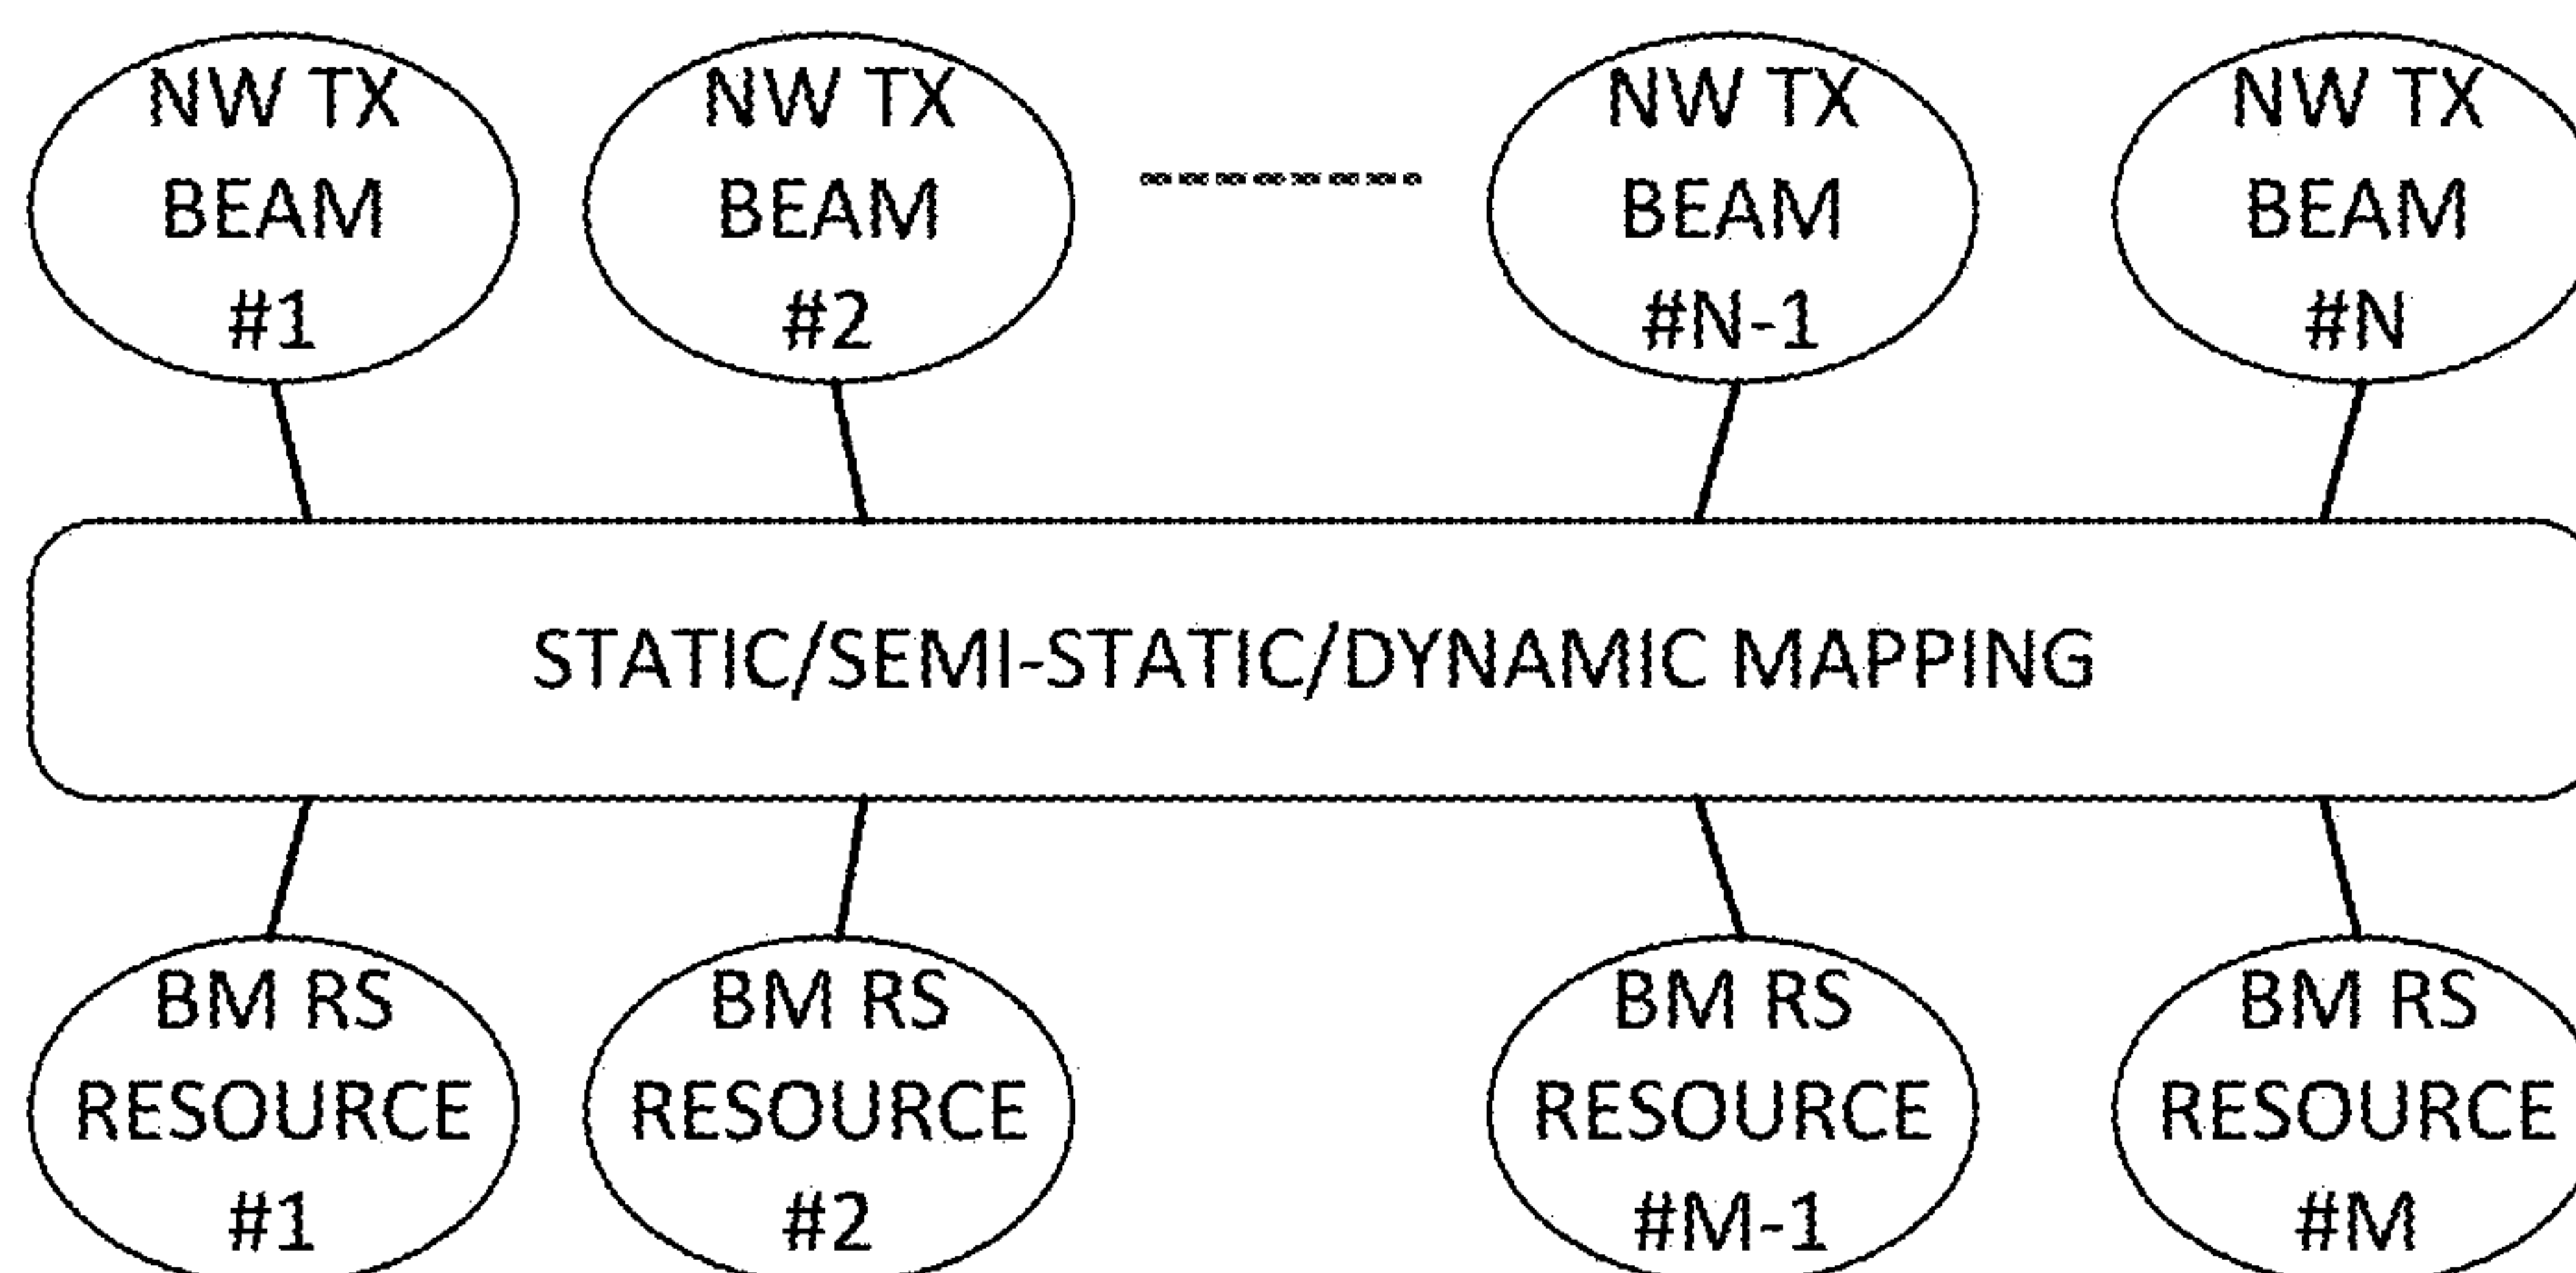 NW TX
BEAM
#1
NW TX
BEAM
#2
NW TX
BEAM
#N-1
NW TX
BEAM
#N
STATIC/SEMI-STATIC/DYNAMIC MAPPING
BM RS
RESOURCE
#1
BM RS
RESOURCE
#2
BM RS
RESOURCE
#M-1
BM RS
RESOURCE
#M